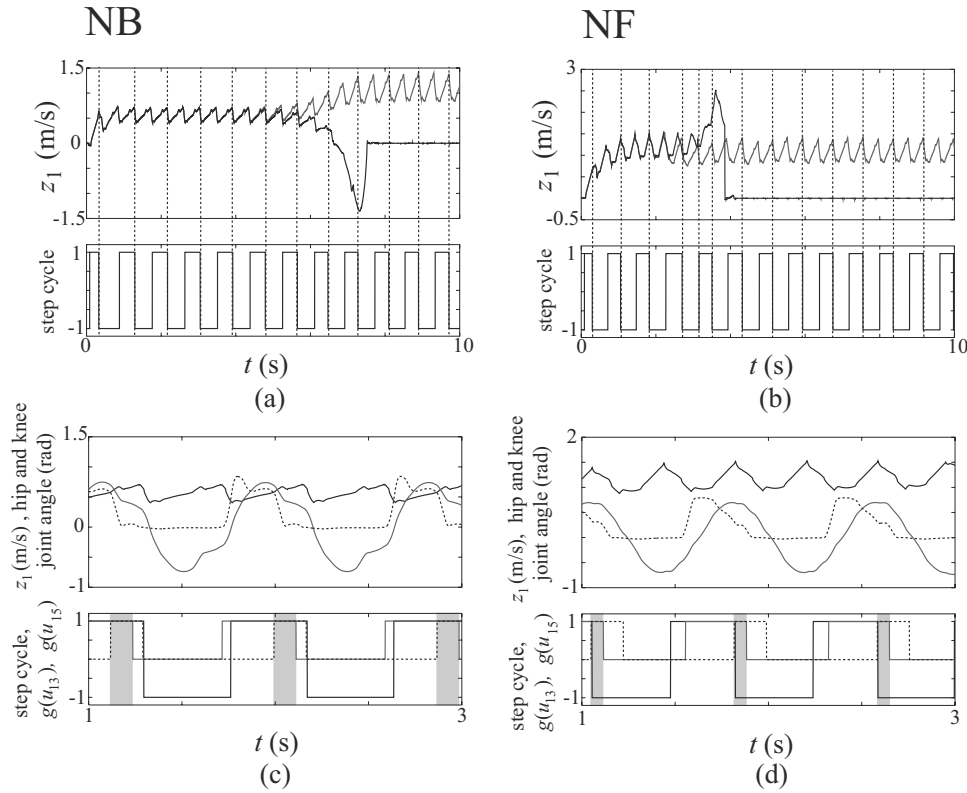 NB
NF
1.5
0
-1.5
z1 (m/s)
1
-1
step cycle
0
10
t (s)
(a)
3
-0.5
z1 (m/s)
1
-1
step cycle
0
10
t (s)
(b)
1.5
0
-1
z1 (m/s) , hip and knee
joint angle (rad)
1
-1
step cycle,
g(u13), g(u15)
1
3
t (s)
(c)
2
-1
z1 (m/s), hip and knee
joint angle (rad)
1
-1
step cycle,
g(u13), g(u15)
1
3
t (s)
(d)